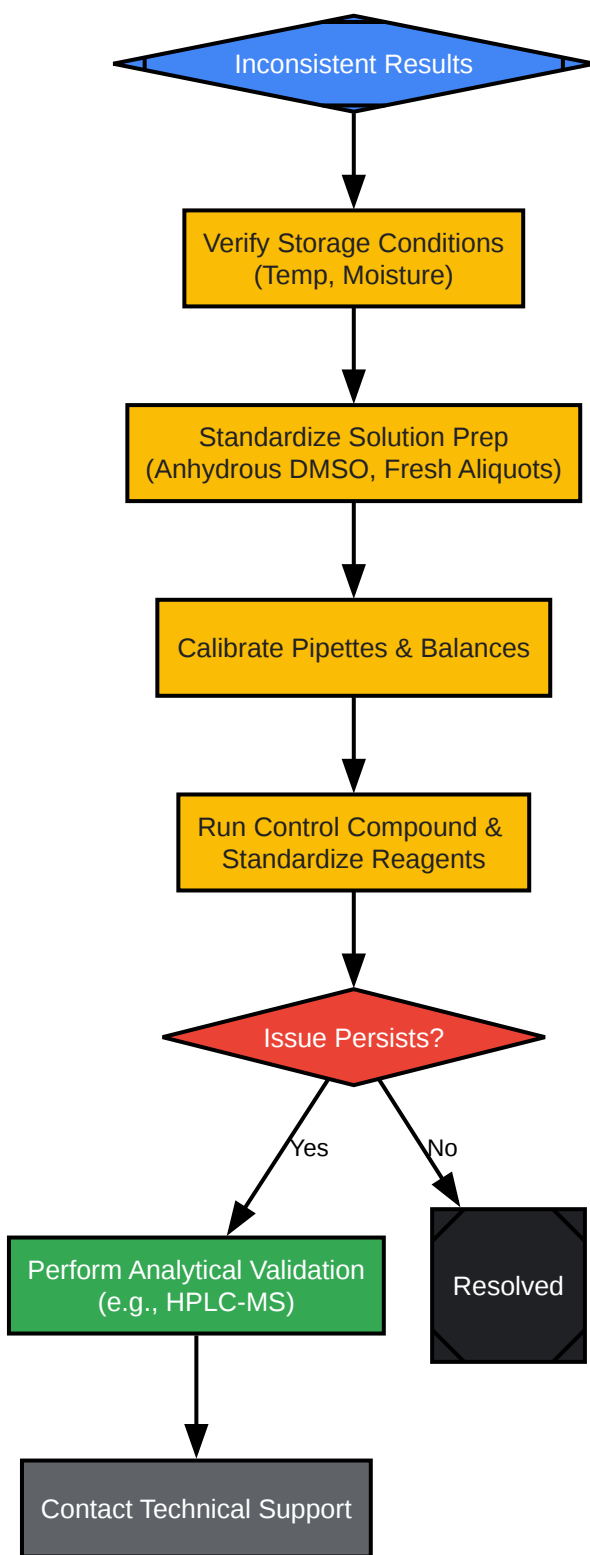 Inconsistent Results
Verify Storage Conditions
(Temp, Moisture)
Standardize Solution Prep
(Anhydrous DMSO, Fresh Aliquots)
Calibrate Pipettes & Balances
Run Control Compound &
Standardize Reagents
Issue Persists?
Yes
No
Perform Analytical Validation
(e.g., HPLC-MS)
Resolved
Contact Technical Support